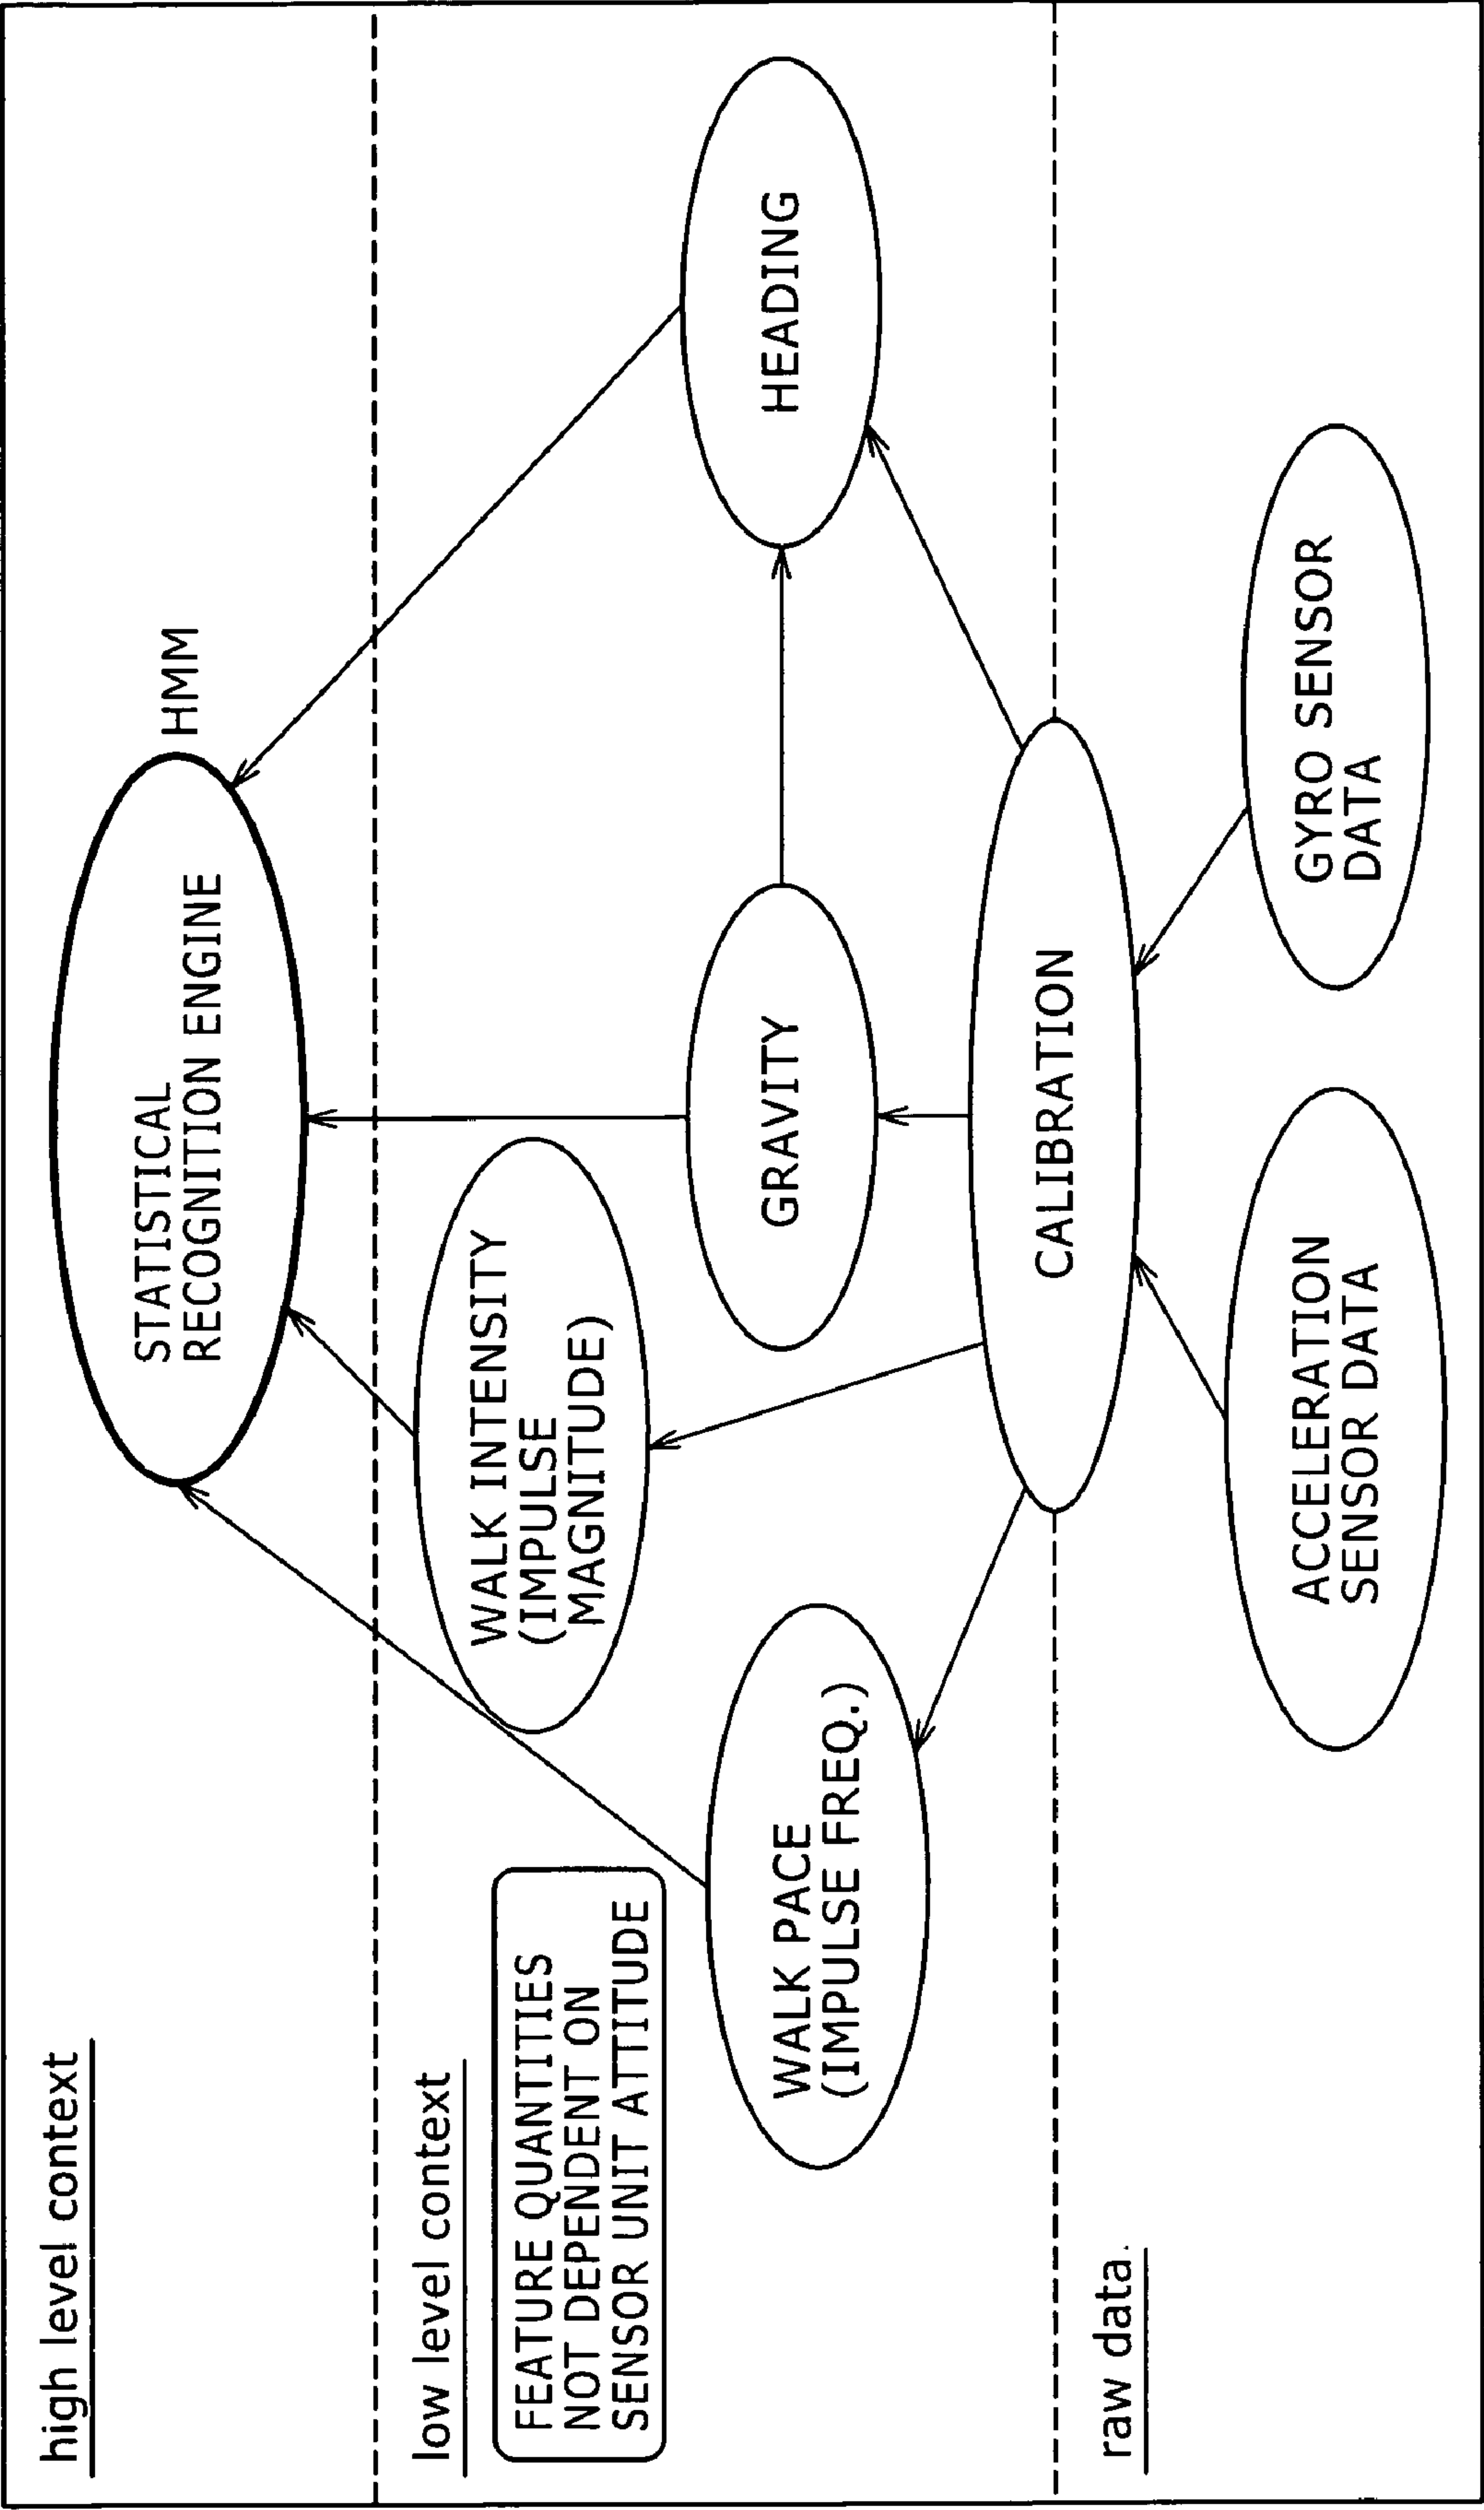 high level context
STATISTICAL
RECOGNITION ENGINE
HMM
low level context
FEATURE QUANTITIES
NOT DEPENDENT ON
SENSOR UNIT ATTITUDE
WALK INTENSITY
(IMPULSE
MAGNITUDE)
WALK PACE
(IMPULSE FREQ.)
GRAVITY
HEADING
CALIBRATION
raw data
ACCELERATION
SENSOR DATA
GYRO SENSOR
DATA